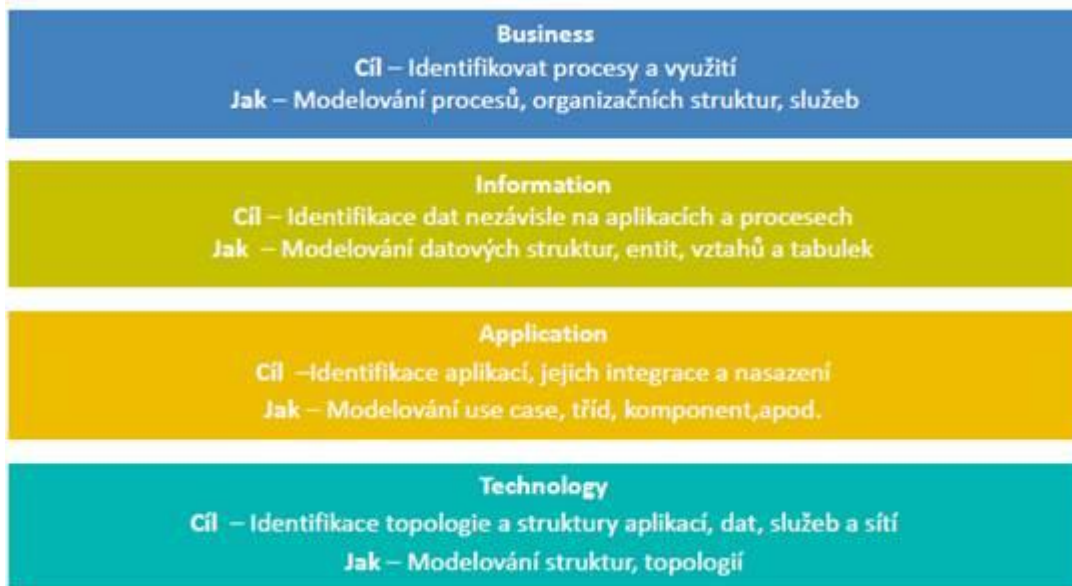 Business
Cíl – Identifikovat procesy a využití
Jak – Modelování procesů, organizačních struktur, služeb
Information
Cíl – Identifikace dat nezávisle na aplikacích a procesech
Jak – Modelování datových struktur, entit, vztahů a tabulek
Application
Cíl –Identifikace aplikací, jejich integrace a nasazení
Jak – Modelování use case, tříd, komponent,apod.
Technology
Cíl – Identifikace topologie a struktury aplikací, dat, služeb a sítí
Jak – Modelování struktur, topologií